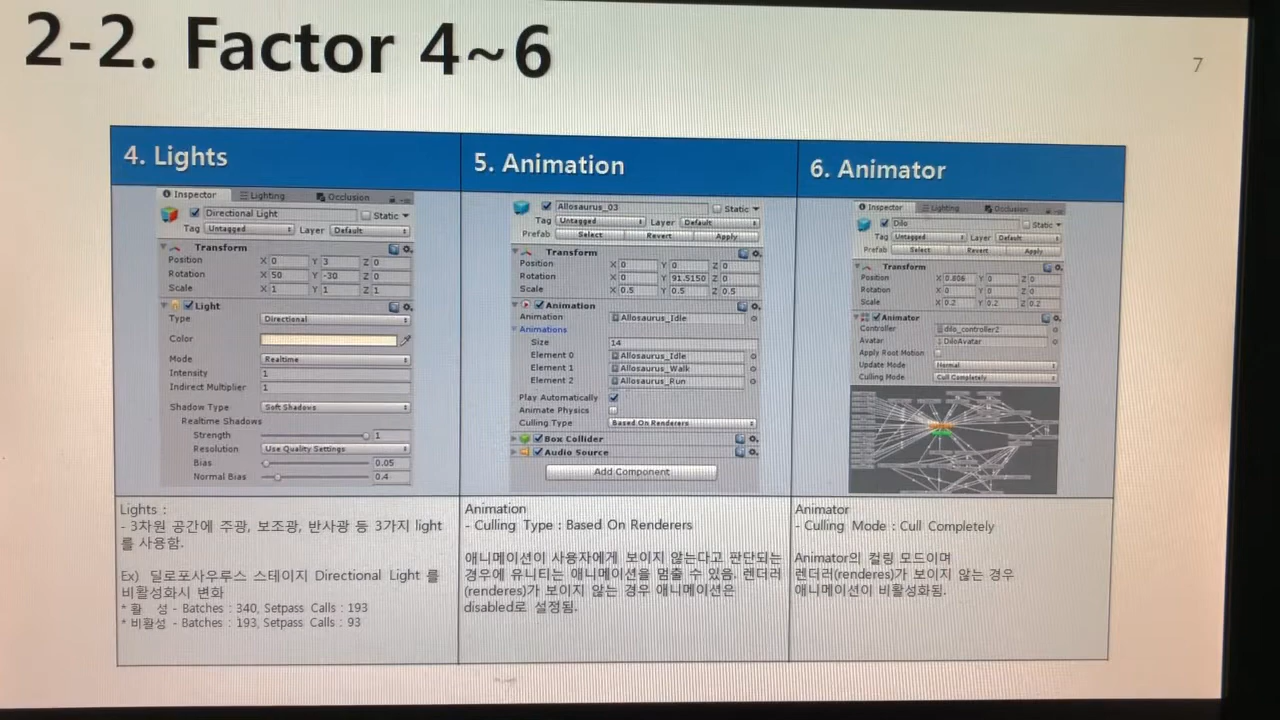 2-2. Factor 4~6
7
4. Lights
Inspector Lighting Occlusion
Directional Light Static
Tag Untagged Layer Default
Transform
Position X 0 Y 3 Z 0
Rotation X 50 Y -30 Z 0
Scale X 1 Y 1 Z 1
Light
Type Directional
Color
Mode Realtime
Intensity 1
Indirect Multiplier 1
Shadow Type Soft Shadows
Realtime Shadows
Strength 1
Resolution Use Quality Settings
Bias 0.05
Normal Bias 0.4
Lights :
- 3차원 공간에 주광, 보조광, 반사광 등 3가지 light
를 사용함.
Ex) 딜로포사우루스 스테이지 Directional Light 를
비활성화시 변화
* 활 성 - Batches : 340, Setpass Calls : 193
* 비활성 - Batches : 193, Setpass Calls : 93
5. Animation
Allosaurus_03 Static
Tag Untagged Layer Default
Prefab Select Revert Apply
Transform
Position X 0 Y 0 Z 0
Rotation X 0 Y 91.5150 Z 0
Scale X 0.5 Y 0.5 Z 0.5
Animation
Animation Allosaurus_Idle
Animations
Size 14
Element 0 Allosaurus_Idle
Element 1 Allosaurus_Walk
Element 2 Allosaurus_Run
Play Automatically
Animate Physics
Culling Type Based On Renderers
Box Collider
Audio Source
Add Component
Animation
- Culling Type : Based On Renderers
애니메이션이 사용자에게 보이지 않는다고 판단되는
경우에 유니티는 애니메이션을 멈출 수 있음. 렌더러
(renderes)가 보이지 않는 경우 애니메이션은
disabled로 설정됨.
6. Animator
Inspector Lighting Occlusion
Dilo Static
Tag Untagged Layer Default
Prefab Select Revert Apply
Transform
Position X 0.806 Y 0 Z 0
Rotation X 0 Y 0 Z 0
Scale X 0.2 Y 0.2 Z 0.2
Animator
Controller dilo_controller2
Avatar DiloAvatar
Apply Root Motion
Update Mode Normal
Culling Mode Cull Completely
Animator
- Culling Mode : Cull Completely
Animator의 컬링 모드이며
렌더러(renderes)가 보이지 않는 경우
애니메이션이 비활성화됨.